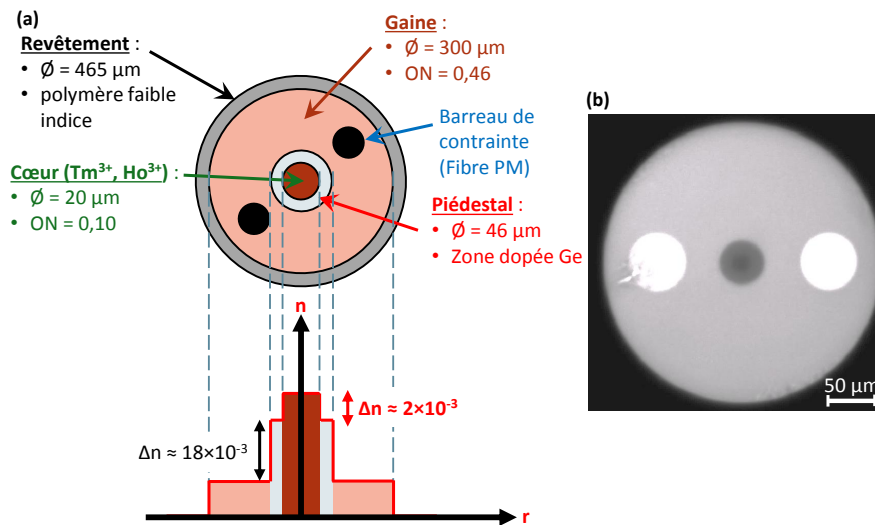 (a)
Revêtement :
• Ø = 465 µm
• polymère faible
indice
Gaine :
• Ø = 300 µm
• ON = 0,46
Barreau de
contrainte
(Fibre PM)
Cœur (Tm³⁺, Ho³⁺) :
• Ø = 20 µm
• ON = 0,10
Piédestal :
• Ø = 46 µm
• Zone dopée Ge
n
Δn ≈ 2×10⁻³
Δn ≈ 18×10⁻³
r
(b)
50 µm